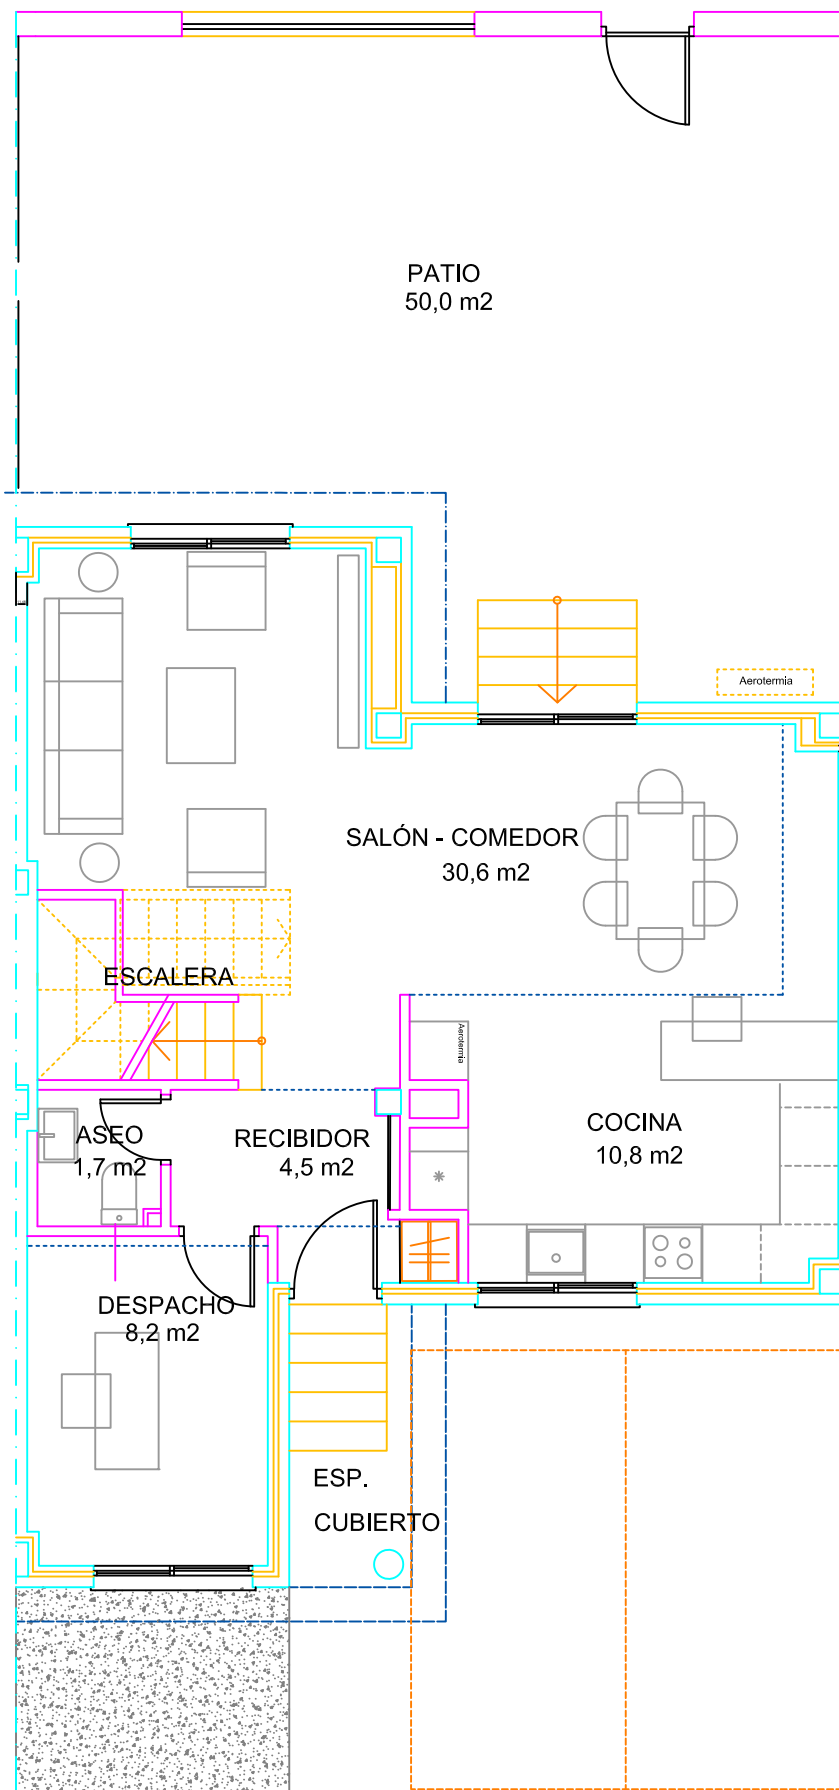 PATIO
50,0 m2
Aerotermia
SALÓN - COMEDOR
30,6 m2
ESCALERA
Aerotermia
COCINA
10,8 m2
ASEO
1,7 m2
RECIBIDOR
4,5 m2
DESPACHO
8,2 m2
ESP.
CUBIERTO